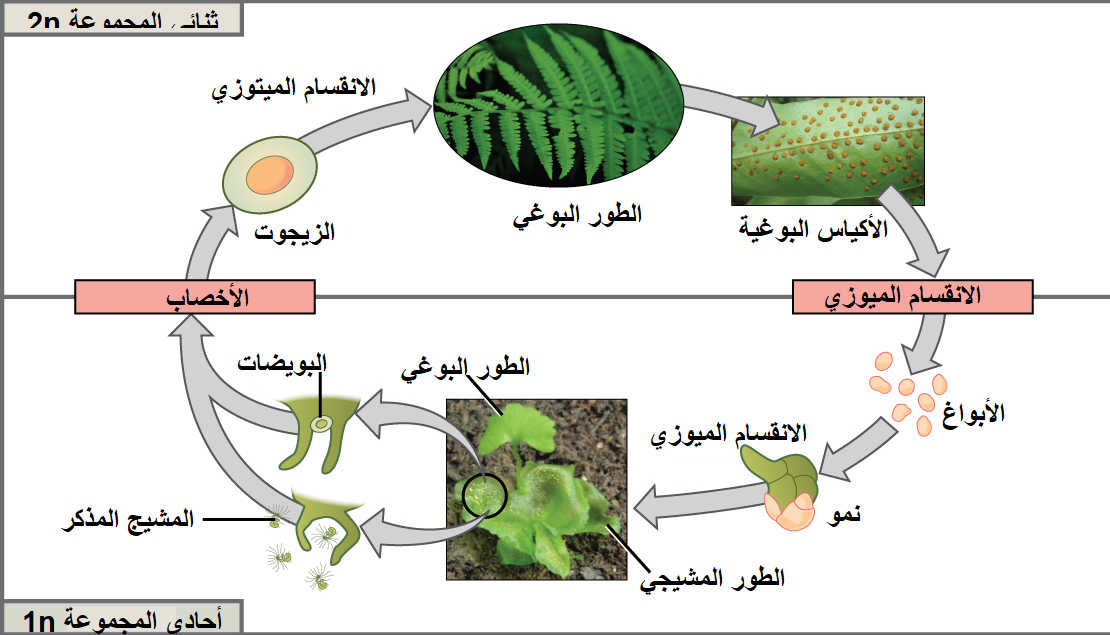 ثنائي المجموعة 2n
الانقسام الميتوزي
الطور البوغي
الأكياس البوغية
الزيجوت
الأخصاب
الانقسام الميوزي
البويضات
الطور البوغي
الأبواغ
الانقسام الميوزي
المشيج المذكر
نمو
الطور المشيجي
أحادي المجموعة 1n